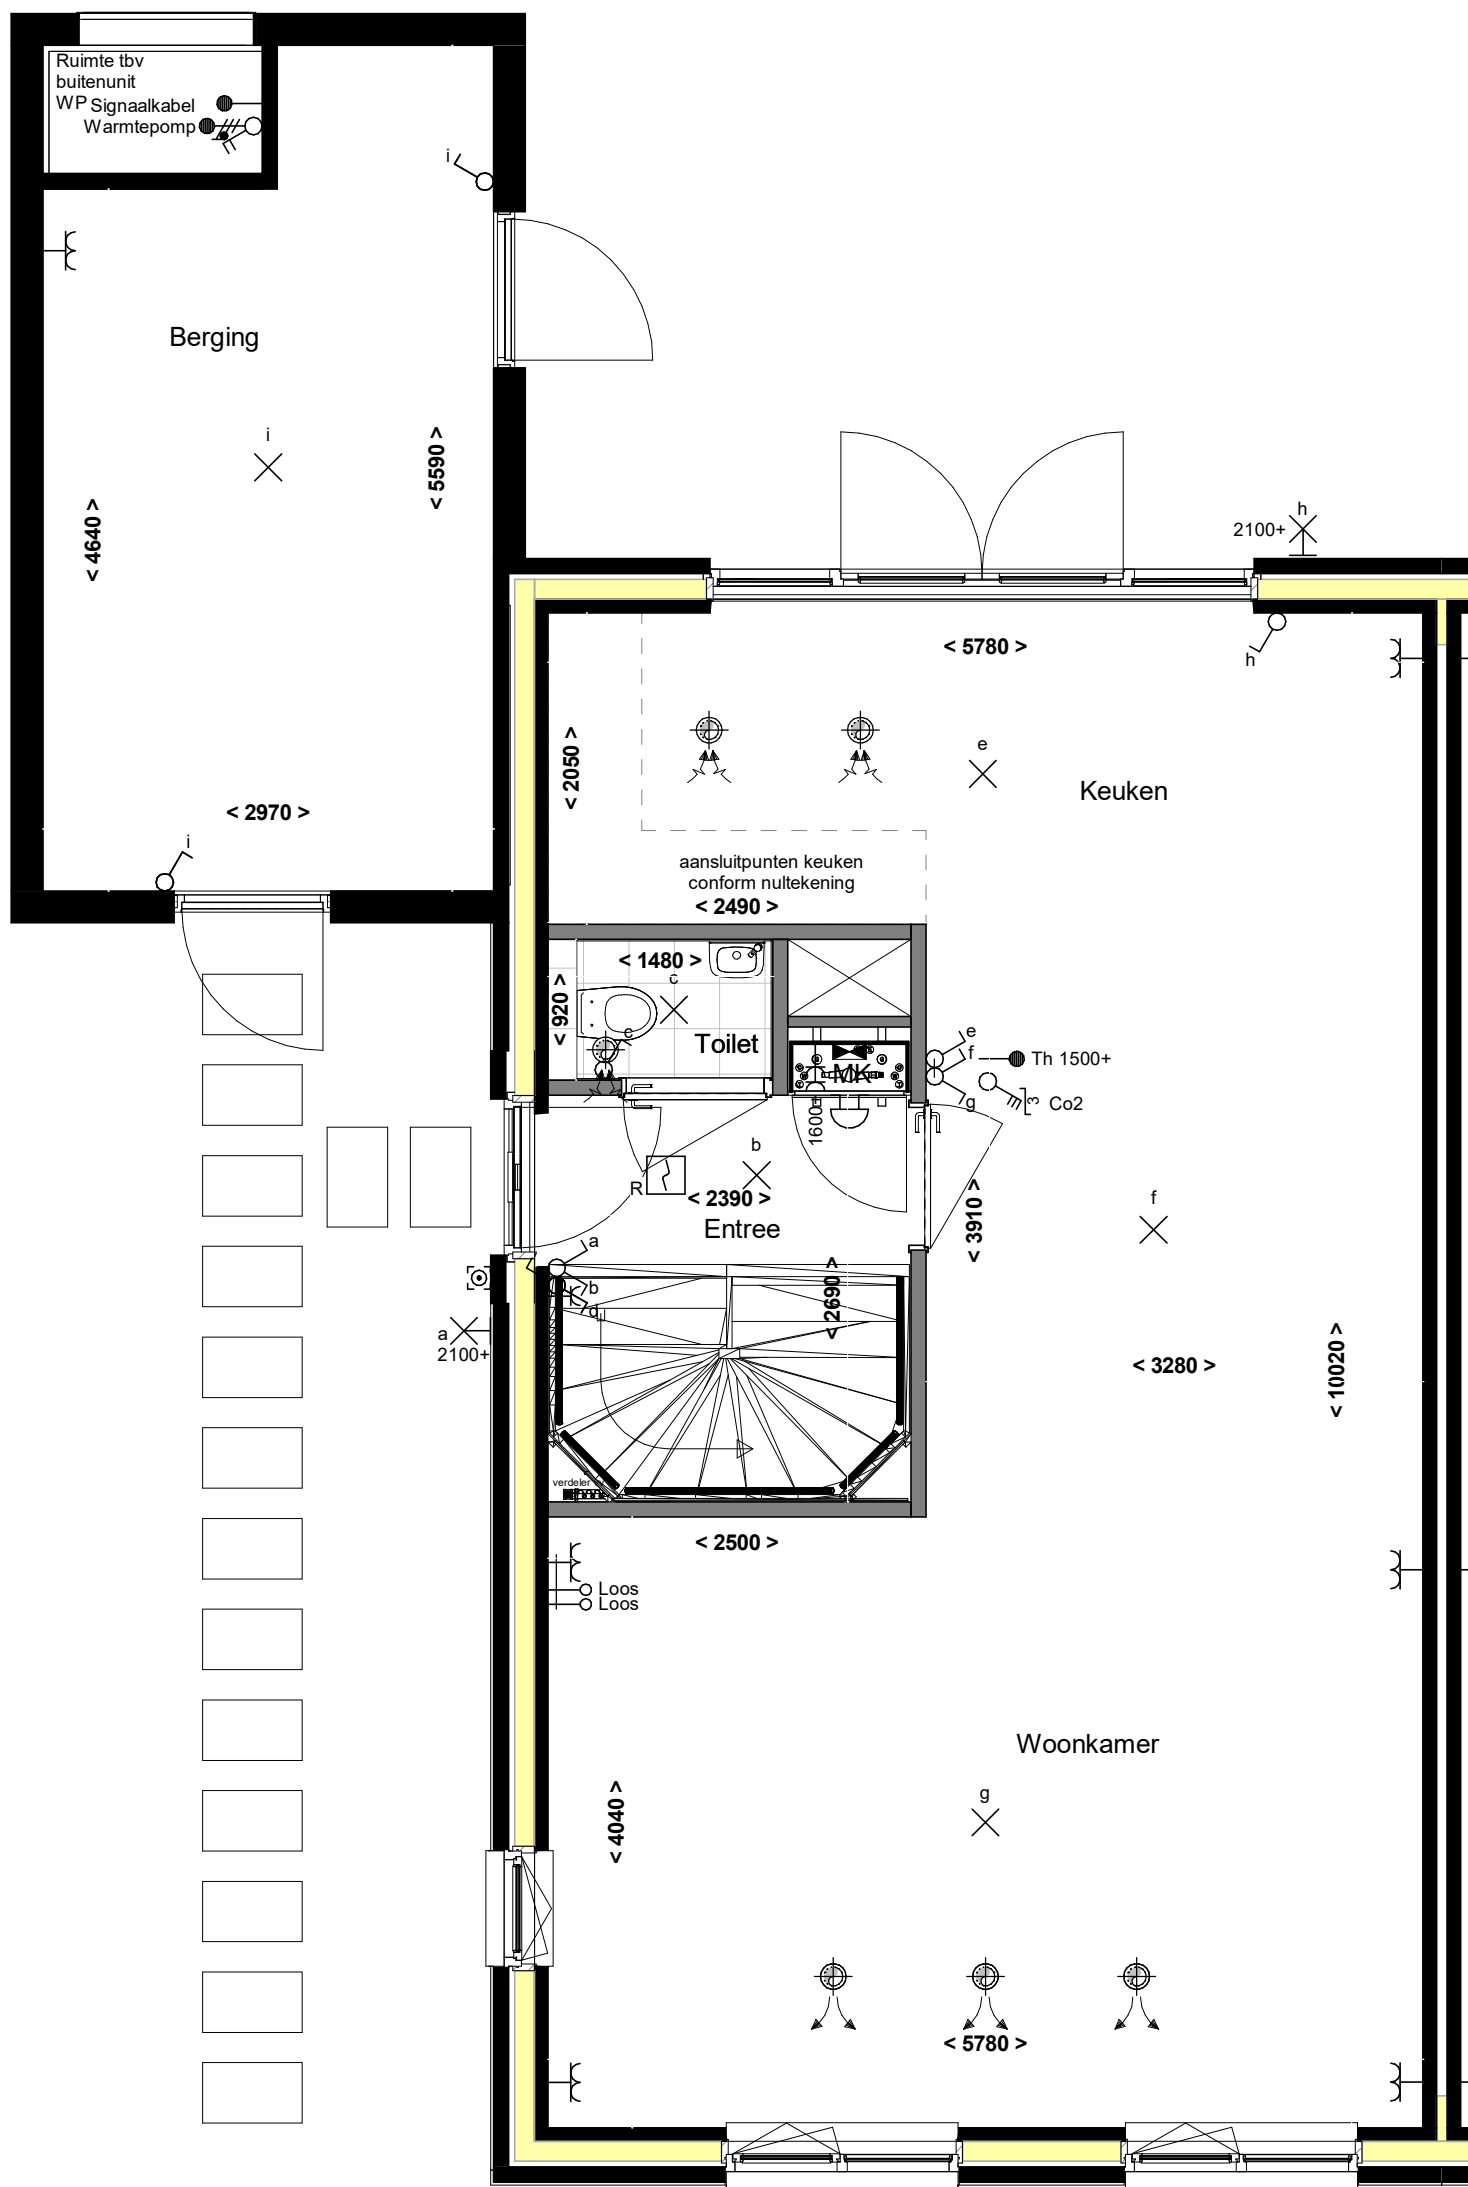 Ruimte tbv
buitenunit
WP Signaalkabel
Warmtepomp
i
Berging
i
< 5590 >
< 4640 >
< 2970 >
i
h
2100+
< 5780 >
h
< 2050 >
e
Keuken
aansluitpunten keuken
conform nultekening
< 2490 >
< 1480 >
c
< 920 >
c
Toilet
MK
1600+
e
f
Th 1500+
g
3
Co2
b
R
< 2390 >
Entree
< 3910 >
f
a
b
d
< 2690 >
a
2100+
< 3280 >
< 10020 >
verdeler
< 2500 >
Loos
Loos
Woonkamer
g
< 4040 >
< 5780 >